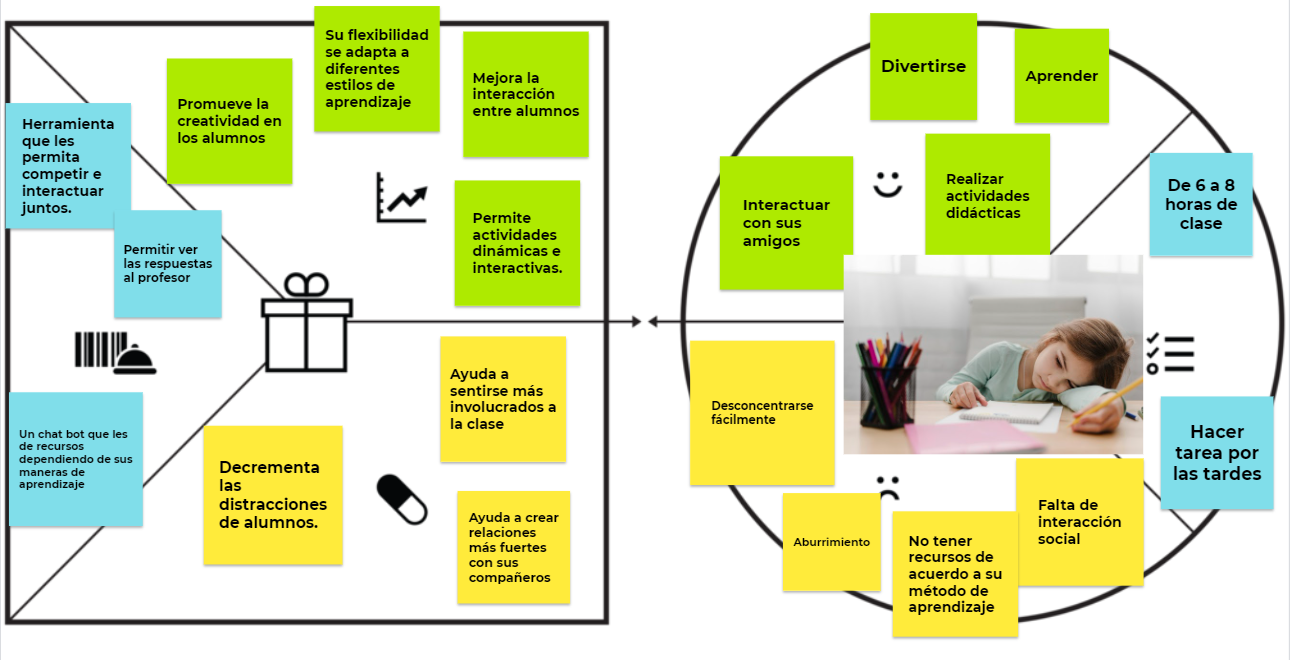 Su flexibilidad
se adapta a
diferentes
estilos de
aprendizaje
Mejora la
interacción
entre alumnos
Promueve la
creatividad en
los alumnos
Herramienta
que les
permita
competir e
interactuar
juntos.
Permitir ver
las respuestas
al profesor
Permite
actividades
dinámicas e
interactivas.
Un chat bot que les
de recursos
dependiendo de sus
maneras de
aprendizaje
Ayuda a
sentirse más
involucrados a
la clase
Decrementa
las
distracciones
de alumnos.
Ayuda a crear
relaciones
más fuertes
con sus
compañeros
Divertirse
Aprender
Interactuar
con sus
amigos
Realizar
actividades
didácticas
De 6 a 8
horas de
clase
Desconcentrarse
fácilmente
Hacer
tarea por
las tardes
Aburrimiento
No tener
recursos de
acuerdo a su
método de
aprendizaje
Falta de
interacción
social